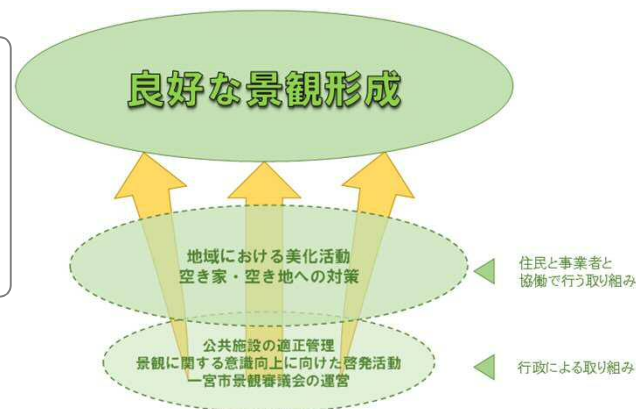 良好な景観形成
地域における美化活動
空き家・空き地への対策
住民と事業者と
協働で行う取り組み
公共施設の適正管理
景観に関する意識向上に向けた啓発活動
一宮市景観審議会の運営
行政による取り組み